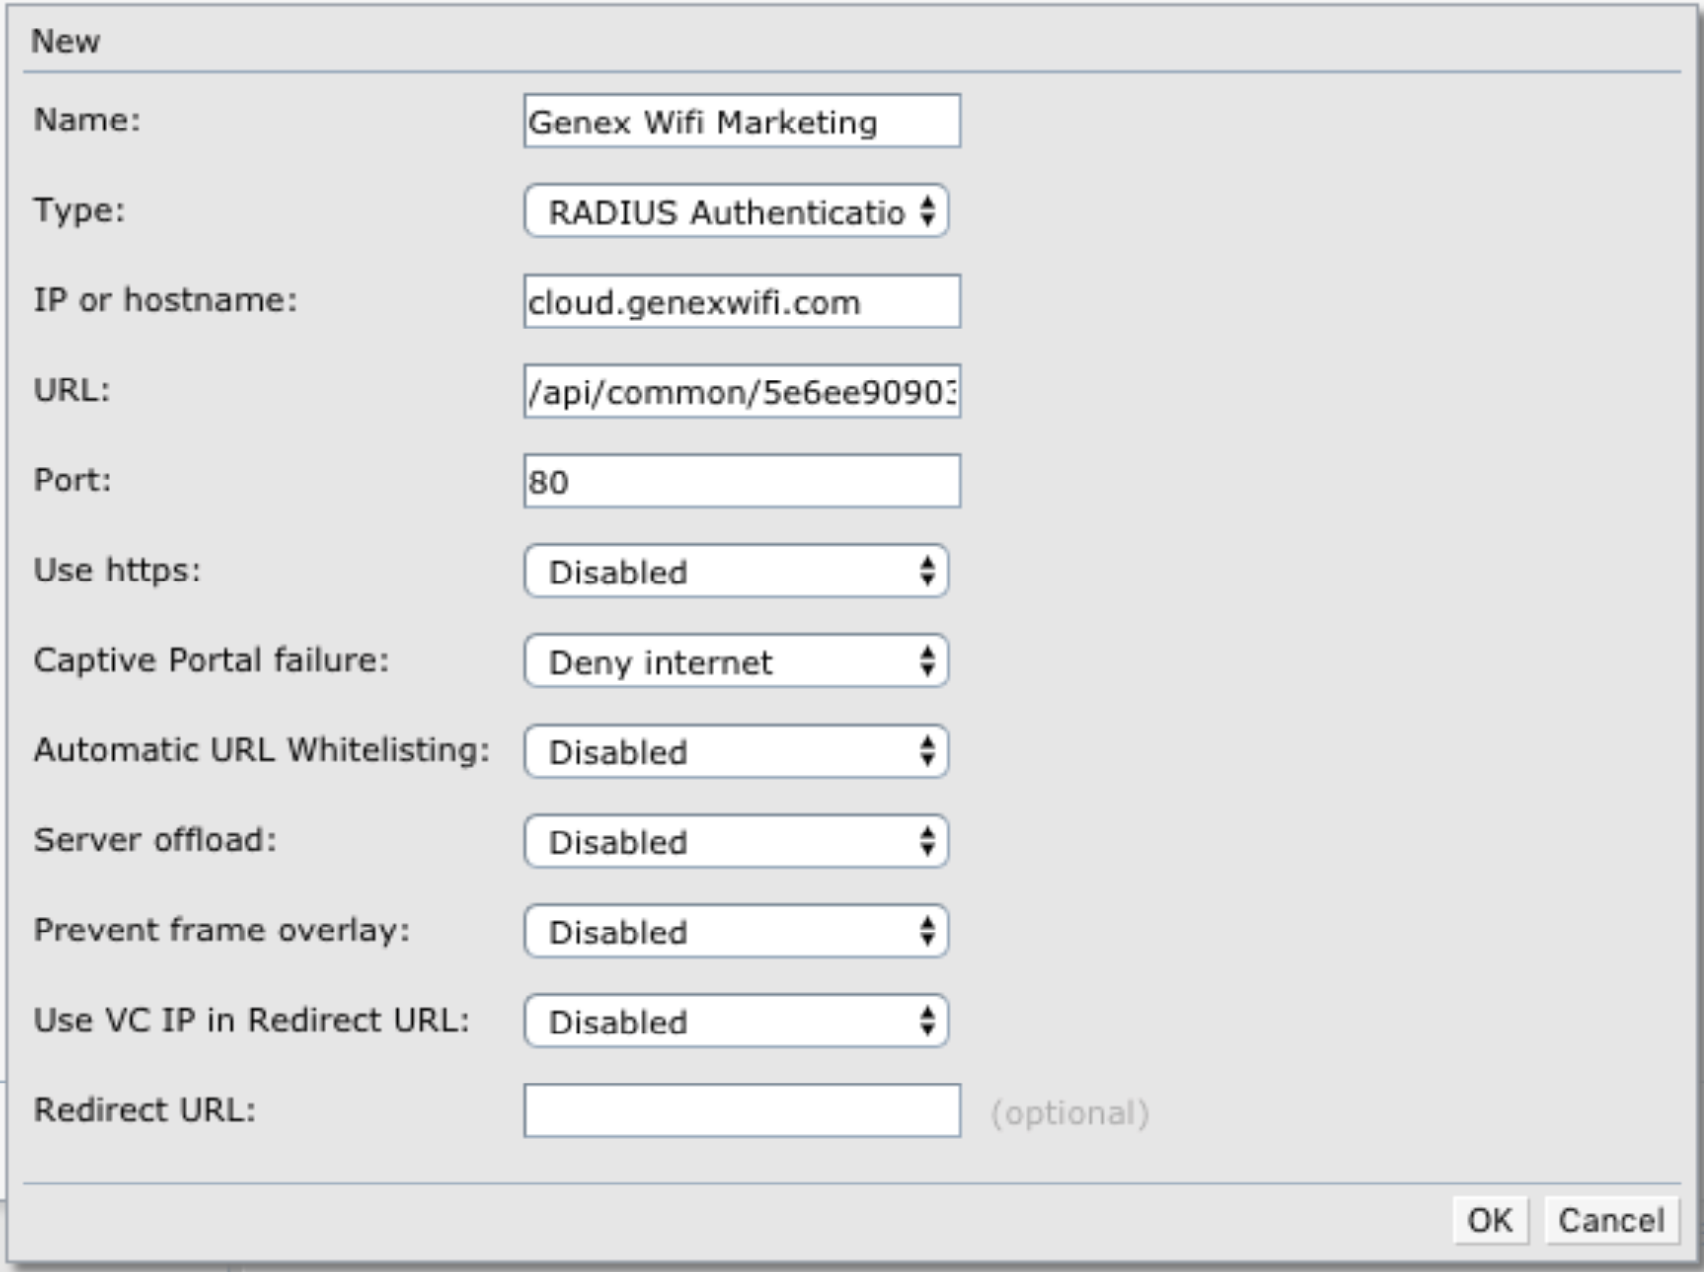 New
Name: Genex Wifi Marketing
Type: RADIUS Authenticatio
IP or hostname: cloud.genexwifi.com
URL: /api/common/5e6ee90903
Port: 80
Use https: Disabled
Captive Portal failure: Deny internet
Automatic URL Whitelisting: Disabled
Server offload: Disabled
Prevent frame overlay: Disabled
Use VC IP in Redirect URL: Disabled
Redirect URL: (optional)
OK Cancel